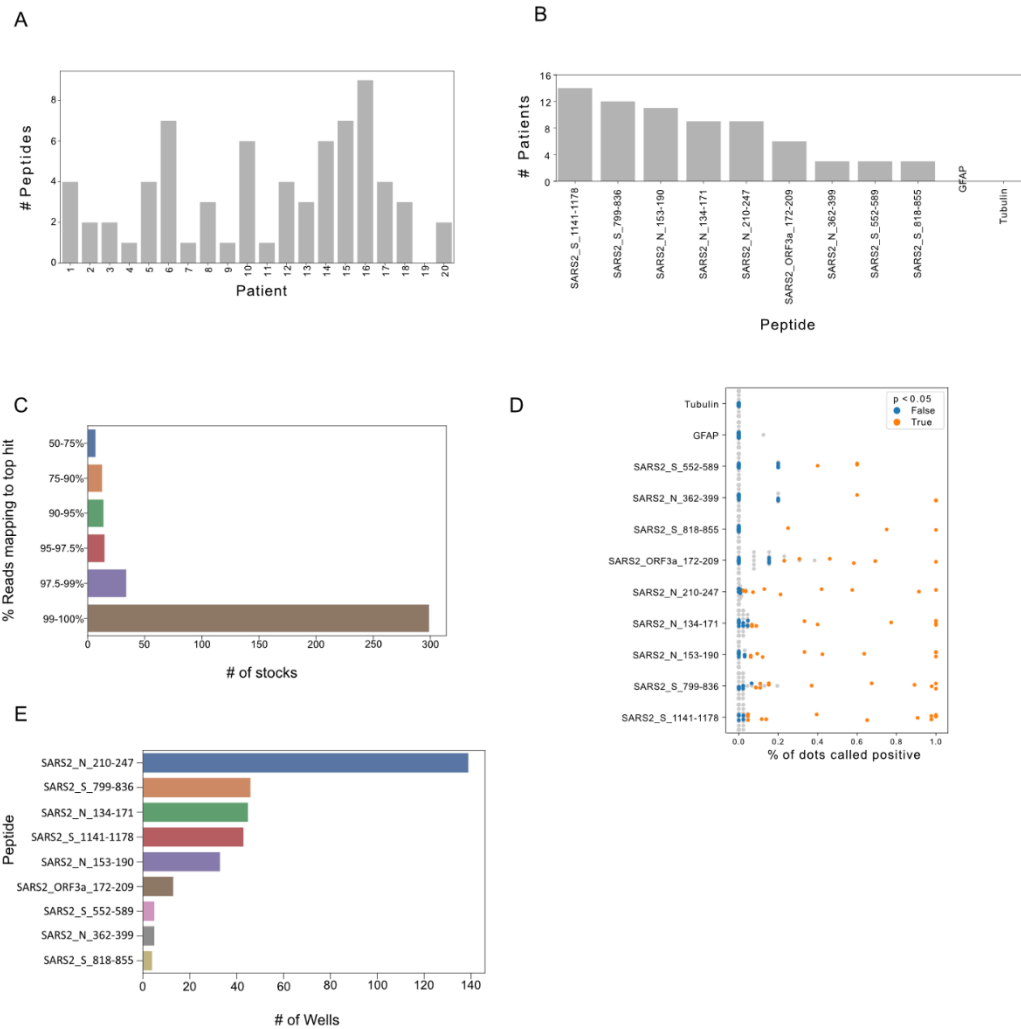 A
# Peptides
8
6
4
2
0
1 2 3 4 5 6 7 8 9 10 11 12 13 14 15 16 17 18 19 20
Patient
B
# Patients
16
12
8
4
0
SARS2_S_1141-1178
SARS2_S_799-836
SARS2_N_153-190
SARS2_N_134-171
SARS2_N_210-247
SARS2_ORF3a_172-209
SARS2_N_362-399
SARS2_S_552-589
SARS2_S_818-855
GFAP
Tubulin
Peptide
C
% Reads mapping to top hit
50-75%
75-90%
90-95%
95-97.5%
97.5-99%
99-100%
0 50 100 150 200 250 300
# of stocks
D
p <0.05
False
True
Tubulin
GFAP
SARS2_S_552-589
SARS2_N_362-399
SARS2_S_818-855
SARS2_ORF3a_172-209
SARS2_N_210-247
SARS2_N_134-171
SARS2_N_153-190
SARS2_S_799-836
SARS2_S_1141-1178
0.0 0.2 0.4 0.6 0.8 1.0
% of dots called positive
E
Peptide
SARS2_N_210-247
SARS2_S_799-836
SARS2_N_134-171
SARS2_S_1141-1178
SARS2_N_153-190
SARS2_ORF3a_172-209
SARS2_S_552-589
SARS2_N_362-399
SARS2_S_818-855
0 20 40 60 80 100 120 140
# of Wells